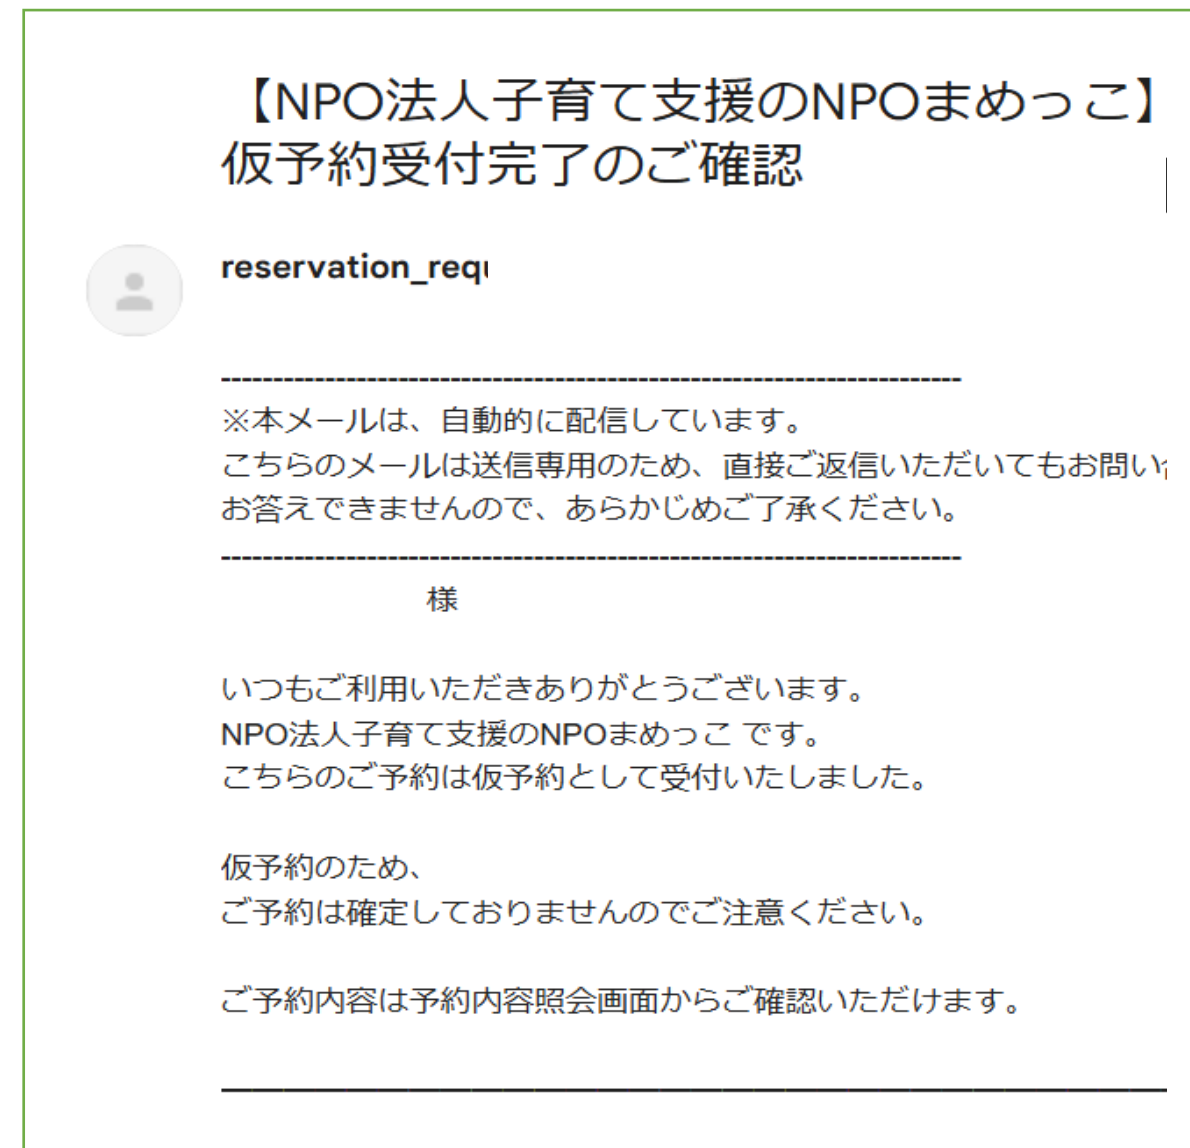 【NPO法人子育て支援のNPOまめっこ】
仮予約受付完了のご確認
reservation_requ
--------------------------------------------------------------------------
※本メールは、自動的に配信しています。
こちらのメールは送信専用のため、直接ご返信いただいてもお問い合
お答えできませんので、あらかじめご了承ください。
--------------------------------------------------------------------------
様
いつもご利用いただきありがとうございます。
NPO法人子育て支援のNPOまめっこ です。
こちらのご予約は仮予約として受付いたしました。
仮予約のため、
ご予約は確定しておりませんのでご注意ください。
ご予約内容は予約内容照会画面からご確認いただけます。